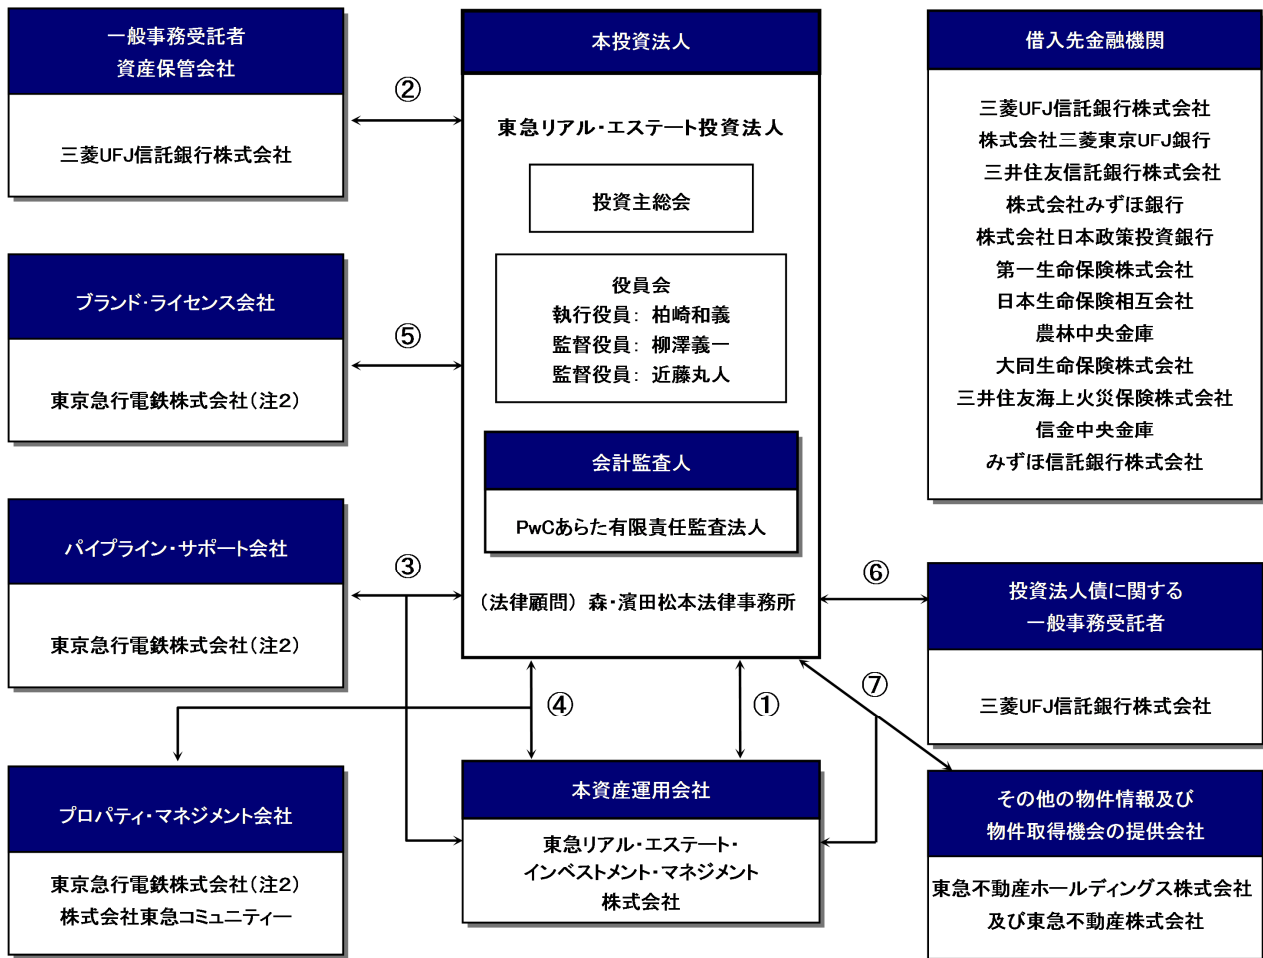 一般事務受託者
資産保管会社
三菱UFJ信託銀行株式会社
②
ブランド・ライセンス会社
東京急行電鉄株式会社(注2)
⑤
パイプライン・サポート会社
東京急行電鉄株式会社(注2)
③
プロパティ・マネジメント会社
東京急行電鉄株式会社(注2)
株式会社東急コミュニティー
④
本投資法人
東急リアル・エステート投資法人
投資主総会
役員会
執行役員: 柏崎和義
監督役員: 柳澤義一
監督役員: 近藤丸人
会計監査人
PwCあらた有限責任監査法人
(法律顧問) 森・濱田松本法律事務所
①
本資産運用会社
東急リアル・エステート・
インベストメント・マネジメント
株式会社
借入先金融機関
三菱UFJ信託銀行株式会社
株式会社三菱東京UFJ銀行
三井住友信託銀行株式会社
株式会社みずほ銀行
株式会社日本政策投資銀行
第一生命保険株式会社
日本生命保険相互会社
農林中央金庫
大同生命保険株式会社
三井住友海上火災保険株式会社
信金中央金庫
みずほ信託銀行株式会社
⑥
投資法人債に関する
一般事務受託者
三菱UFJ信託銀行株式会社
⑦
その他の物件情報及び
物件取得機会の提供会社
東急不動産ホールディングス株式会社
及び東急不動産株式会社